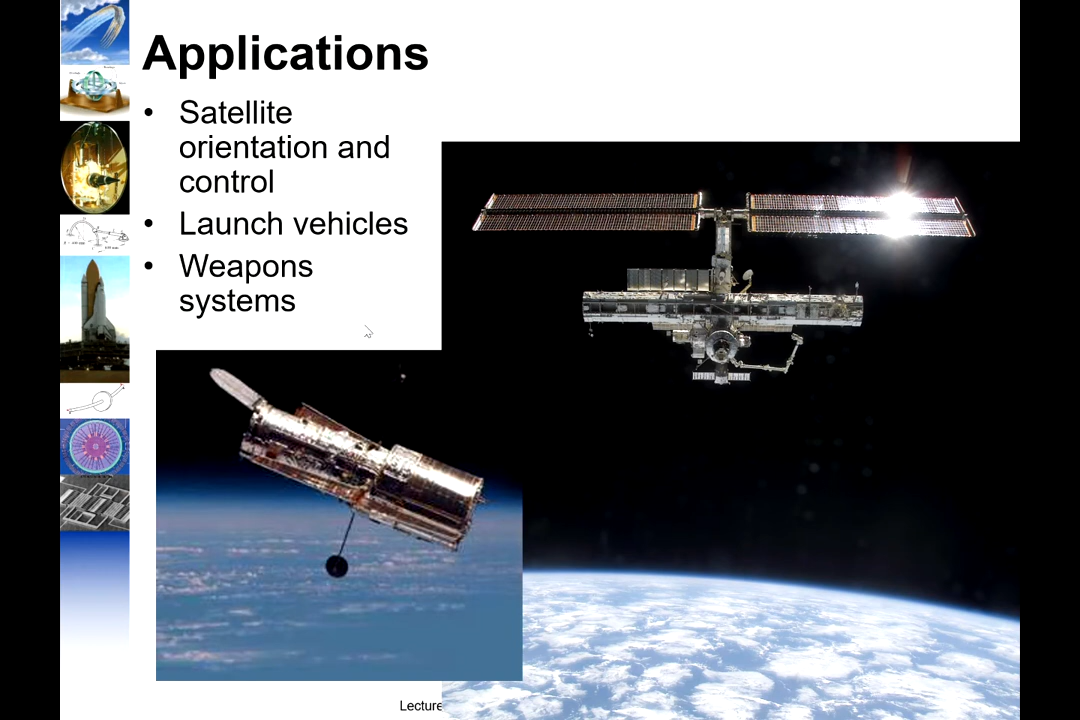 Applications
• Satellite
orientation and
control
• Launch vehicles
• Weapons
systems
Lecture